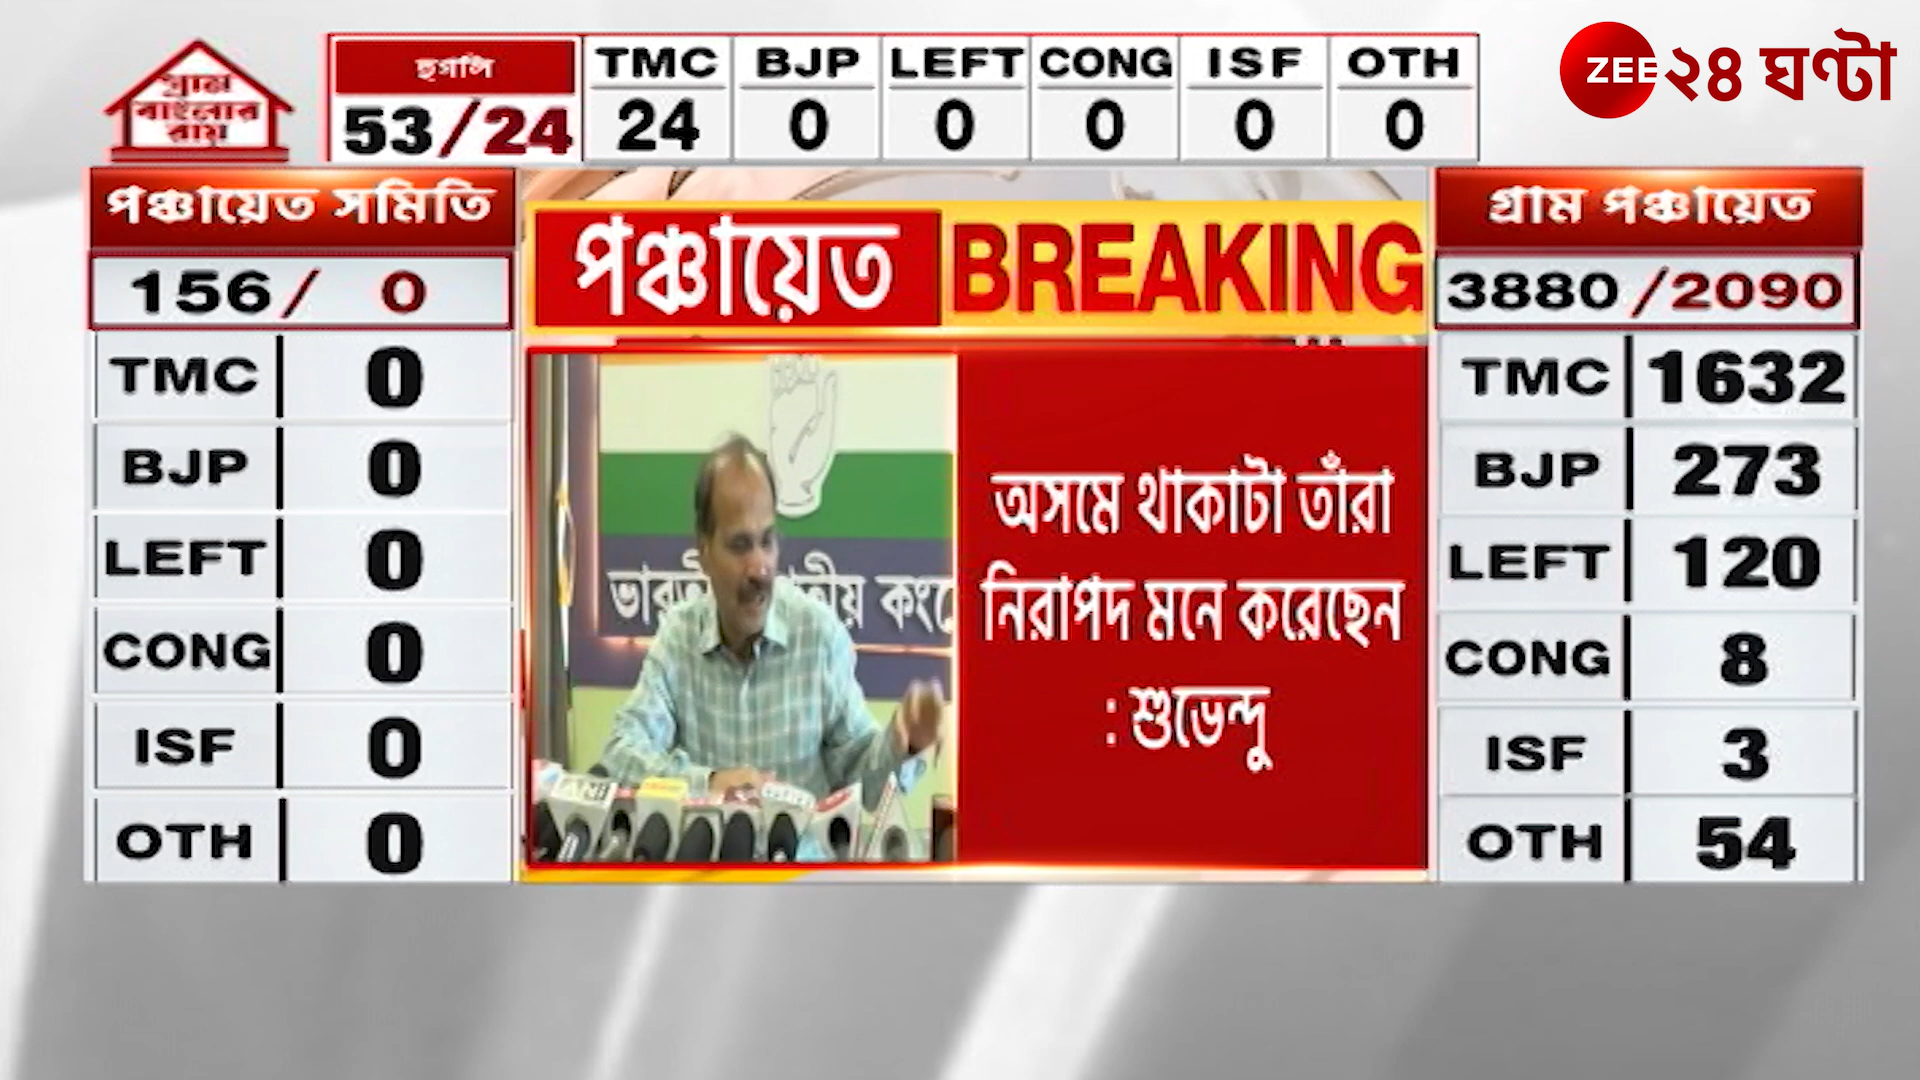 গ্রাম
বাংলার
রায়
হুগলি
53/24
TMC BJP LEFT CONG ISF OTH
24 0 0 0 0 0
ZEE ২৪ ঘণ্টা
পঞ্চায়েত সমিতি
156/ 0
TMC 0
BJP 0
LEFT 0
CONG 0
ISF 0
OTH 0
পঞ্চায়েত BREAKING
অসমে থাকাটা তাঁরা
নিরাপদ মনে করেছেন
: শুভেন্দু
গ্রাম পঞ্চায়েত
3880 /2090
TMC 1632
BJP 273
LEFT 120
CONG 8
ISF 3
OTH 54